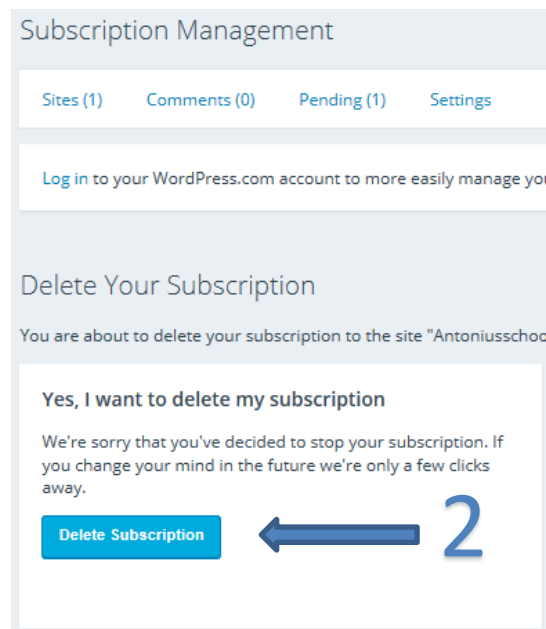 Subscription Management
Sites (1) Comments (0) Pending (1) Settings
Log in to your WordPress.com account to more easily manage
Delete Your Subscription
You are about to delete your subscription to the site "Antoniusschoo
Yes, I want to delete my subscription
We're sorry that you've decided to stop your subscription. If
you change your mind in the future we're only a few clicks
away.
Delete Subscription
2